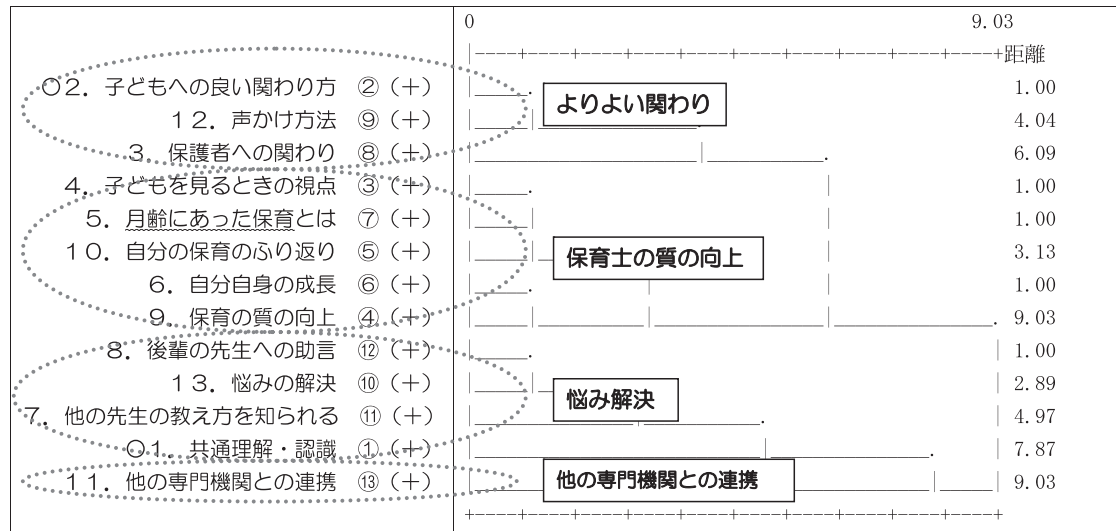 0 9.03
距離
○2．子どもへの良い関わり方 ②（＋） 1.00
よりよい関わり
12．声かけ方法 ⑨（＋） 4.04
3．保護者への関わり ⑧（＋） 6.09
4．子どもを見るときの視点 ③（＋） 1.00
5．月齢にあった保育とは ⑦（＋） 1.00
10．自分の保育のふり返り ⑤（＋） 3.13
保育士の質の向上
6．自分自身の成長 ⑥（＋） 1.00
9．保育の質の向上 ④（＋） 9.03
8．後輩の先生への助言 ⑫（＋） 1.00
13．悩みの解決 ⑩（＋） 2.89
悩み解決
7．他の先生の教え方を知られる ⑪（＋） 4.97
○1．共通理解・認識 ①（＋） 7.87
11．他の専門機関との連携 ⑬（＋） 9.03
他の専門機関との連携